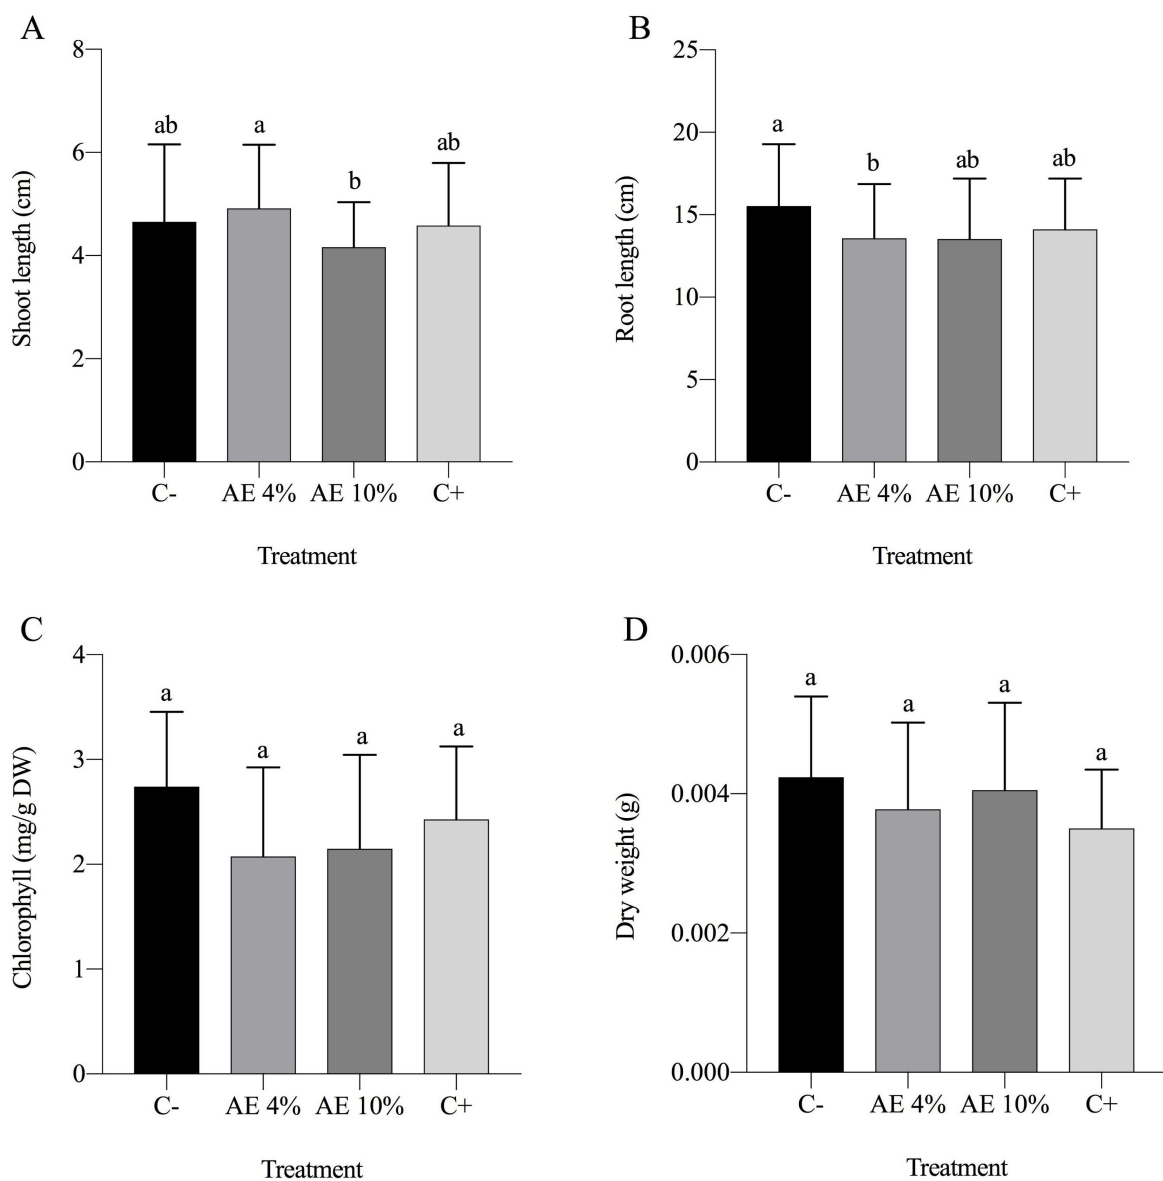 A
Shoot length (cm)
8
6
4
2
0
ab
a
b
ab
C-
AE 4%
AE 10%
C+
Treatment
B
Root length (cm)
25
20
15
10
5
0
a
b
ab
ab
C-
AE 4%
AE 10%
C+
Treatment
C
Chlorophyll (mg/g DW)
4
3
2
1
0
a
a
a
a
C-
AE 4%
AE 10%
C+
Treatment
D
Dry weight (g)
0.006
0.004
0.002
0.000
a
a
a
a
C-
AE 4%
AE 10%
C+
Treatment